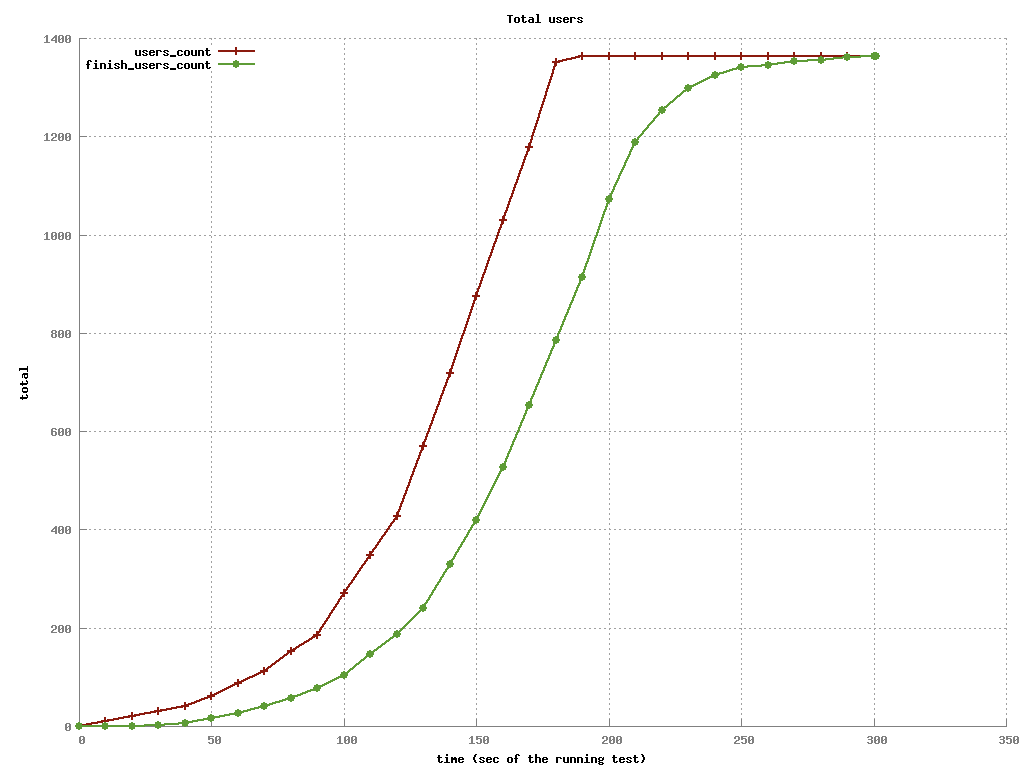 Total users
users_count
finish_users_count
1400
1200
1000
800
600
400
200
0
total
0 50 100 150 200 250 300 350
time (sec of the running test)